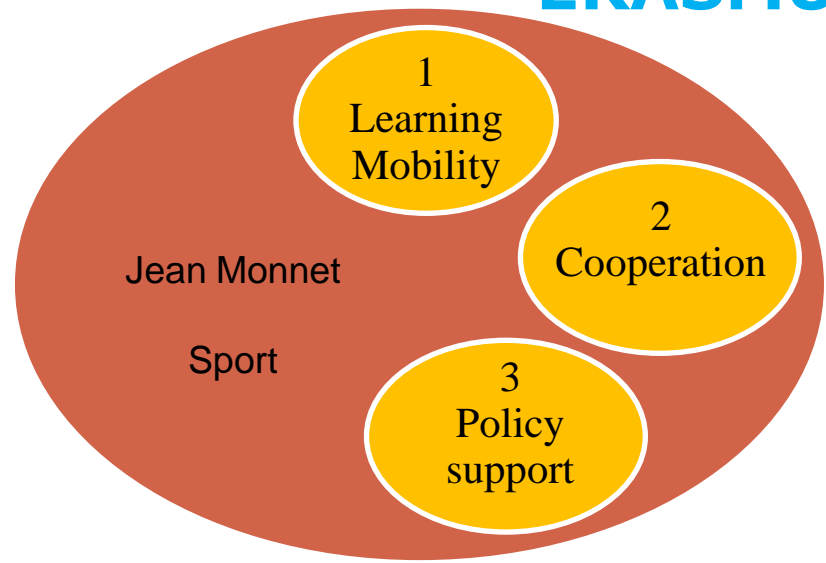 1
Learning
Mobility
2
Cooperation
Jean Monnet
Sport
3
Policy
support